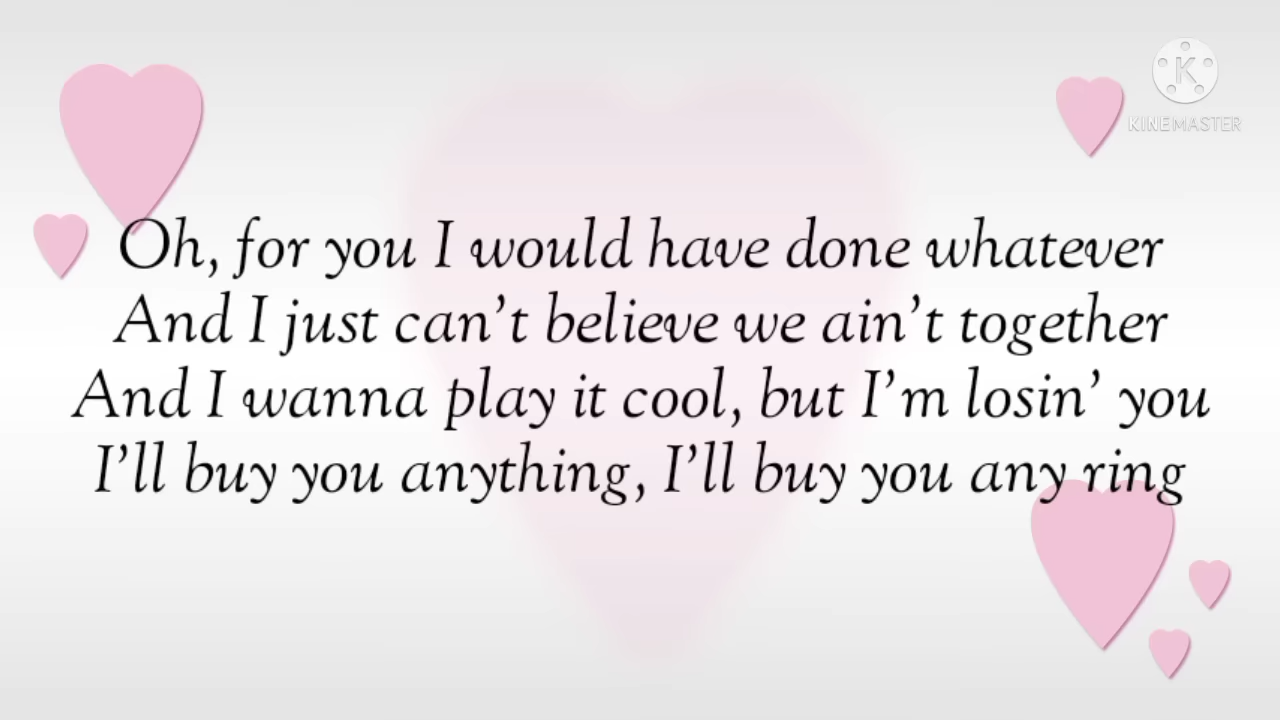 KINEMASTER
Oh, for you I would have done whatever
And I just can’t believe we ain’t together
And I wanna play it cool, but I’m losin’ you
I’ll buy you anything, I’ll buy you any ring